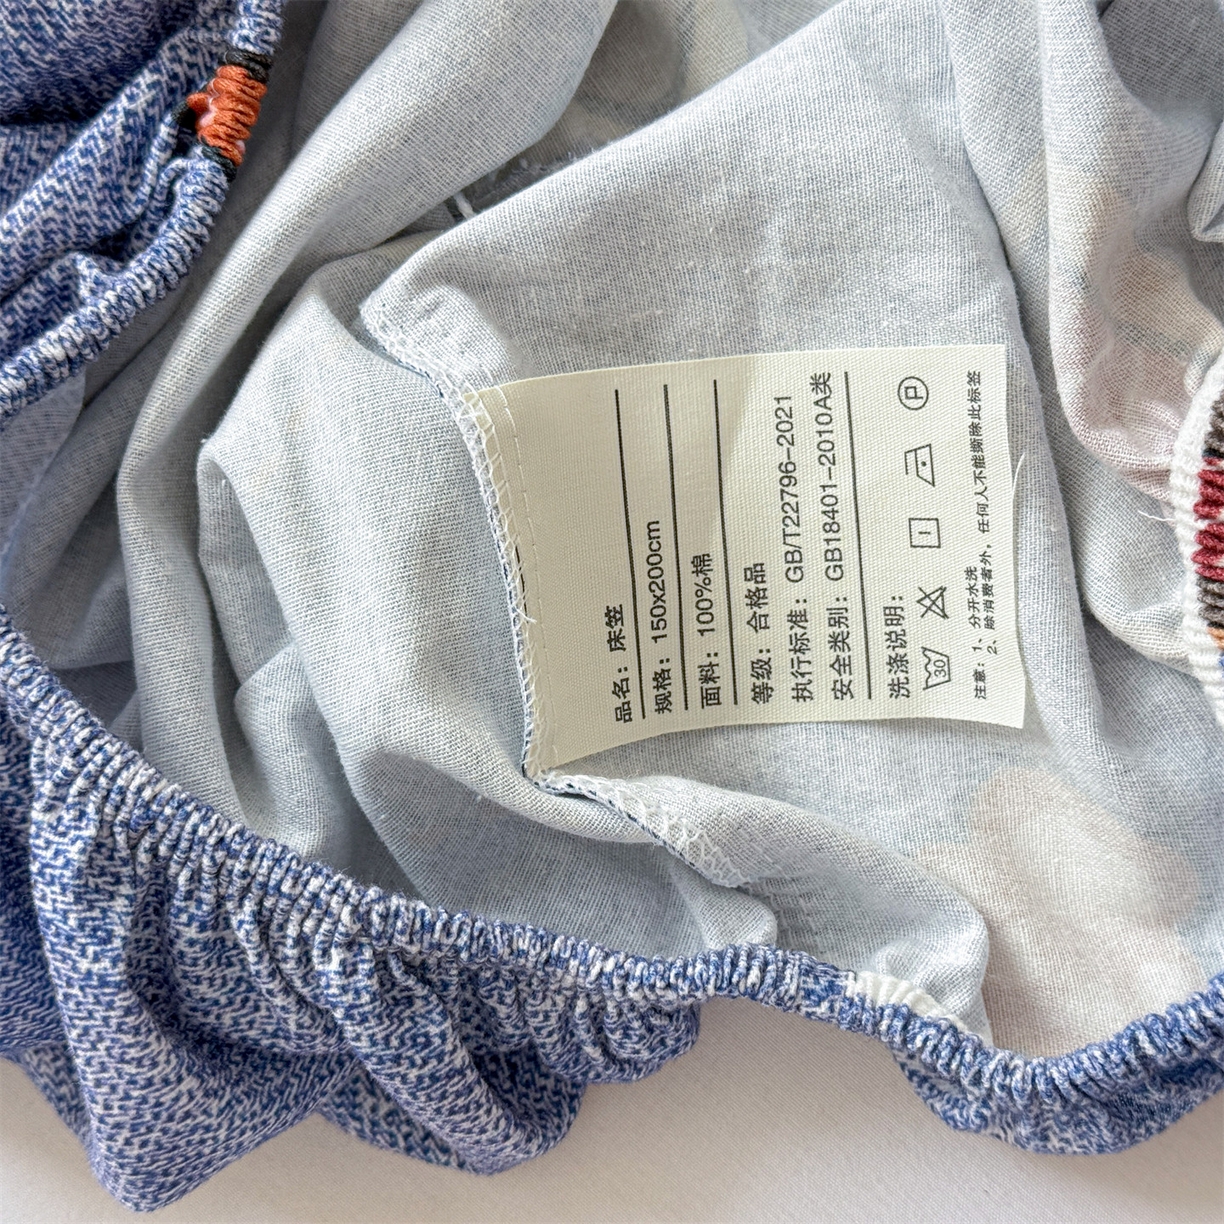 品名：床笠
规格：150x200cm
面料：100%棉
等级：合格品
执行标准：GB/T22796-2021
安全类别：GB18401-2010A类
洗涤说明：
30 P
注意：1、分开水洗
2、除消费者外，任何人不能撕除此标签